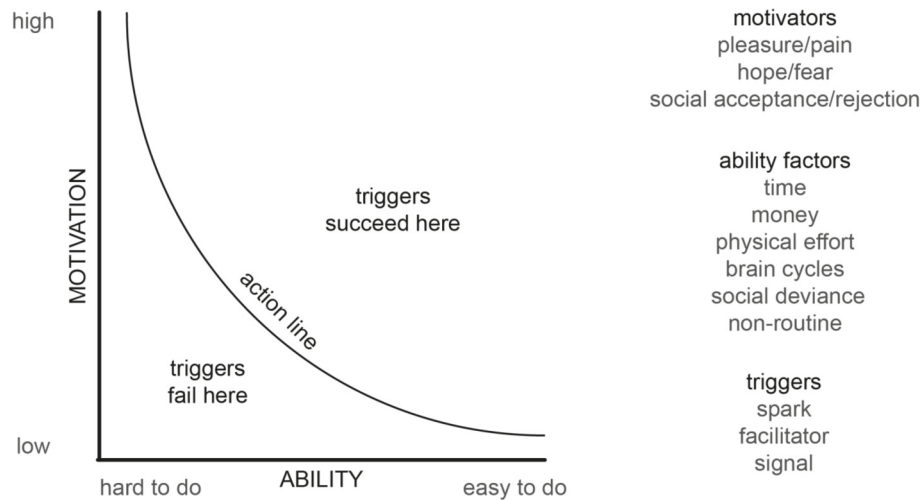 high
MOTIVATION
low
triggers
succeed here
action line
triggers
fail here
hard to do
ABILITY
easy to do
motivators
pleasure/pain
hope/fear
social acceptance/rejection
ability factors
time
money
physical effort
brain cycles
social deviance
non-routine
triggers
spark
facilitator
signal